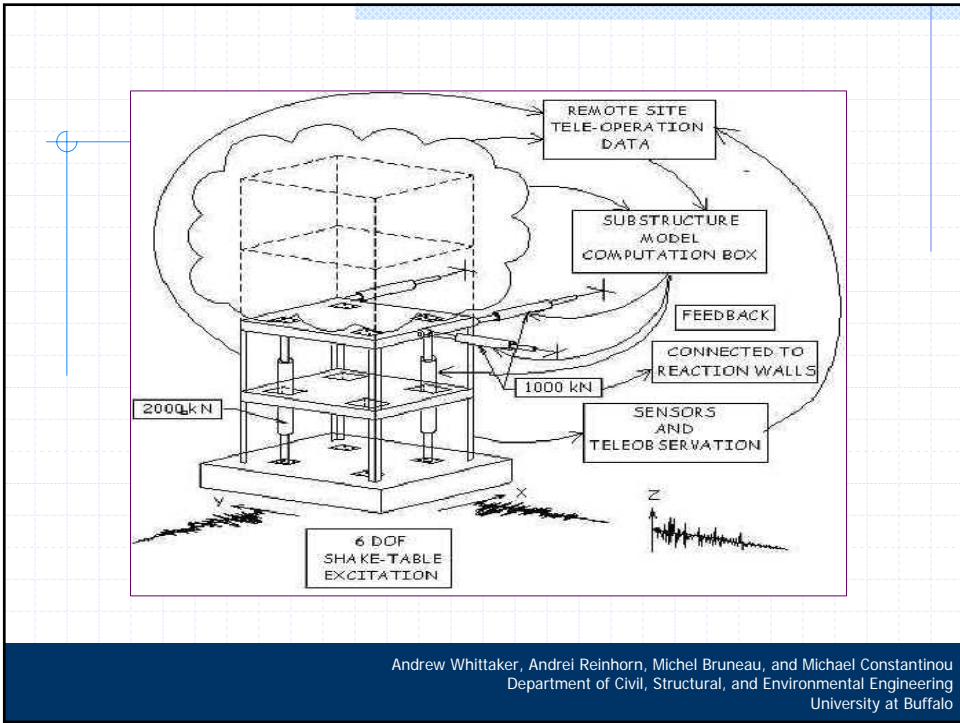 REMOTE SITE
TELE-OPERATION
DATA
SUBSTRUCTURE
MODEL
COMPUTATION BOX
FEEDBACK
CONNECTED TO
REACTION WALLS
1000 kN
2000 kN
SENSORS
AND
TELEOBSERVATION
Y
X
Z
6 DOF
SHAKE-TABLE
EXCITATION
Andrew Whittaker, Andrei Reinhorn, Michel Bruneau, and Michael Constantinou
Department of Civil, Structural, and Environmental Engineering
University at Buffalo